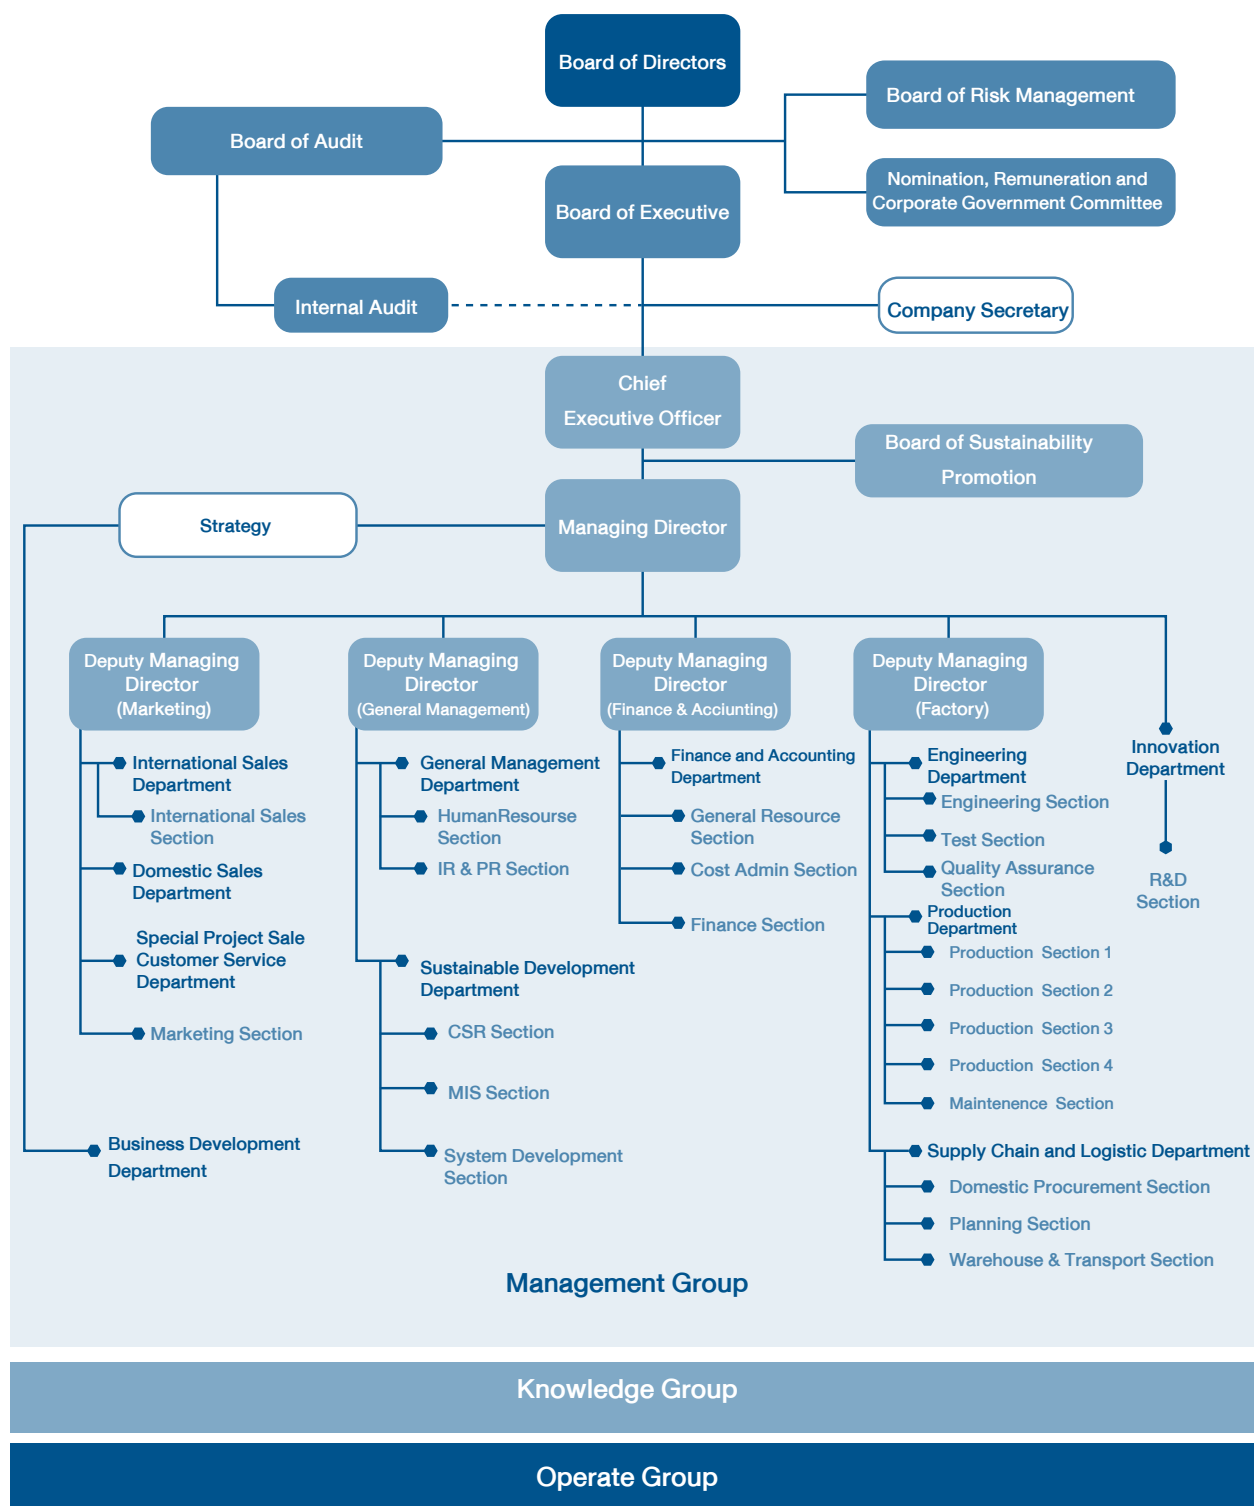 Board of Directors
Board of Risk Management
Board of Audit
Nomination, Remuneration and
Corporate Government Committee
Board of Executive
Internal Audit
Company Secretary
Chief
Executive Officer
Board of Sustainability
Promotion
Strategy
Managing Director
Deputy Managing
Director
(Marketing)
International Sales
Department
International Sales
Section
Domestic Sales
Department
Special Project Sale
Customer Service
Department
Marketing Section
Business Development
Department
Deputy Managing
Director
(General Management)
General Management
Department
HumanResourse
Section
IR & PR Section
Sustainable Development
Department
CSR Section
MIS Section
System Development
Section
Deputy Managing
Director
(Finance & Acciunting)
Finance and Accounting
Department
General Resource
Section
Cost Admin Section
Finance Section
Deputy Managing
Director
(Factory)
Engineering
Department
Engineering Section
Test Section
Quality Assurance
Section
Production
Department
Production Section 1
Production Section 2
Production Section 3
Production Section 4
Maintenence Section
Supply Chain and Logistic Department
Domestic Procurement Section
Planning Section
Warehouse & Transport Section
Innovation
Department
R&D
Section
Management Group
Knowledge Group
Operate Group